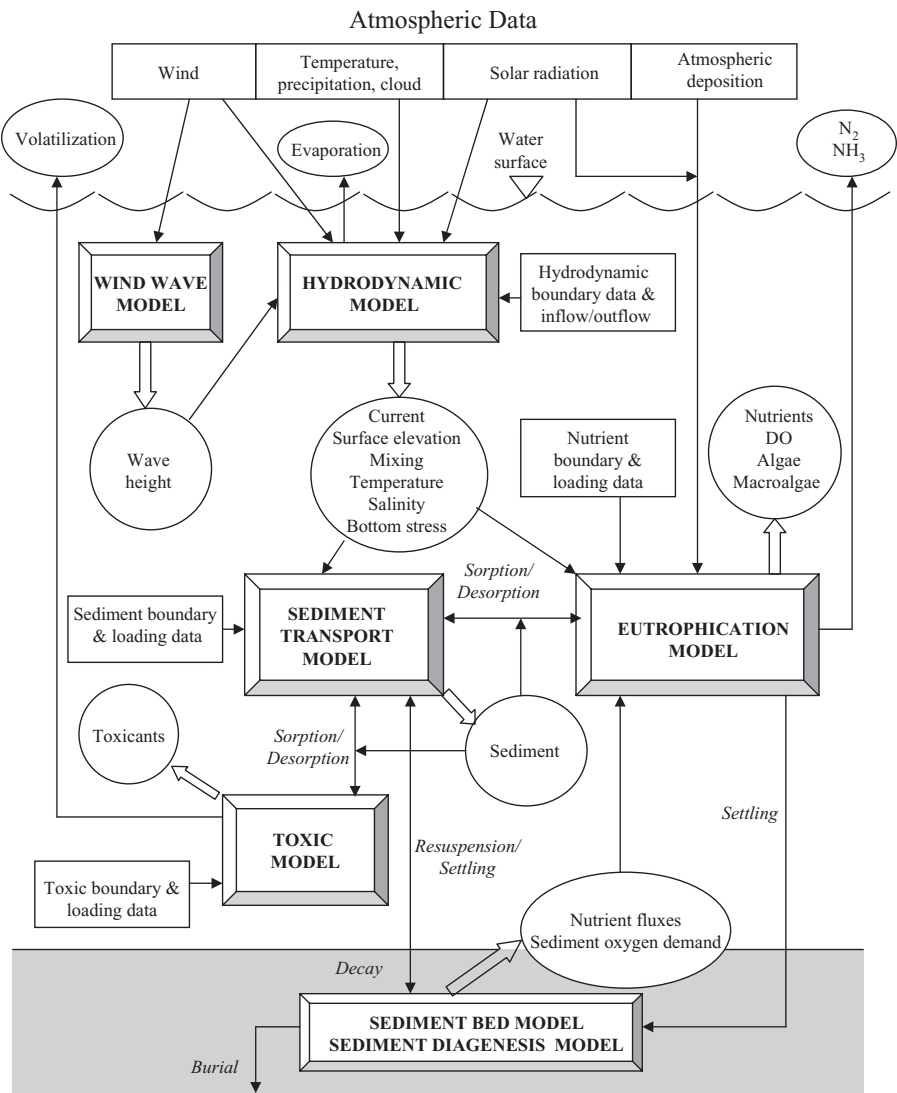 Atmospheric Data
Wind
Temperature,
precipitation, cloud
Solar radiation
Atmospheric
deposition
Volatilization
Evaporation
Water
surface
N₂
NH₃
WIND WAVE
MODEL
HYDRODYNAMIC
MODEL
Hydrodynamic
boundary data &
inflow/outflow
Wave
height
Current
Surface elevation
Mixing
Temperature
Salinity
Bottom stress
Nutrient
boundary &
loading data
Nutrients
DO
Algae
Macroalgae
Sediment boundary
& loading data
SEDIMENT
TRANSPORT
MODEL
Sorption/
Desorption
EUTROPHICATION
MODEL
Toxicants
Sorption/
Desorption
Sediment
TOXIC
MODEL
Resuspension/
Settling
Settling
Toxic boundary &
loading data
Nutrient fluxes
Sediment oxygen demand
Decay
SEDIMENT BED MODEL
SEDIMENT DIAGENESIS MODEL
Burial